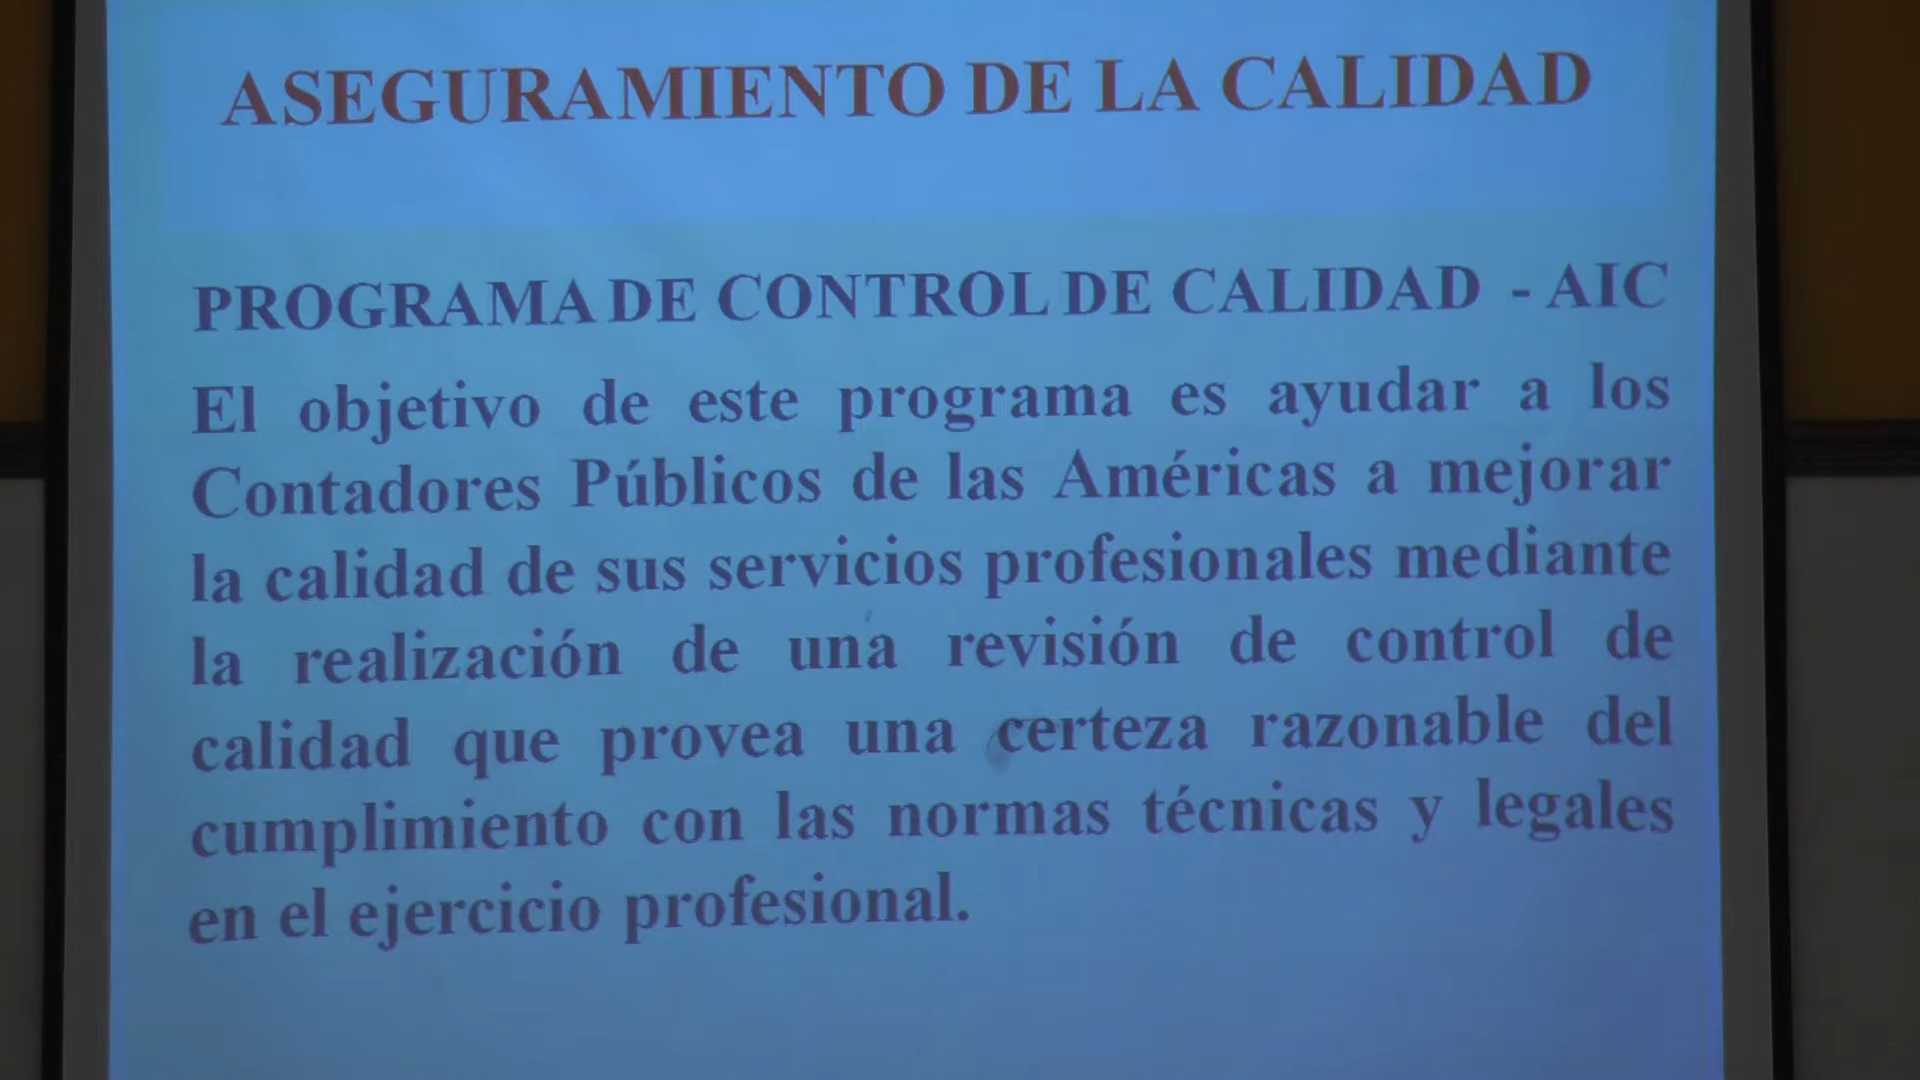 ASEGURAMIENTO DE LA CALIDAD
PROGRAMA DE CONTROL DE CALIDAD - AIC
El objetivo de este programa es ayudar a los
Contadores Públicos de las Américas a mejorar
la calidad de sus servicios profesionales mediante
la realización de una revisión de control de
calidad que provea una certeza razonable del
cumplimiento con las normas técnicas y legales
en el ejercicio profesional.